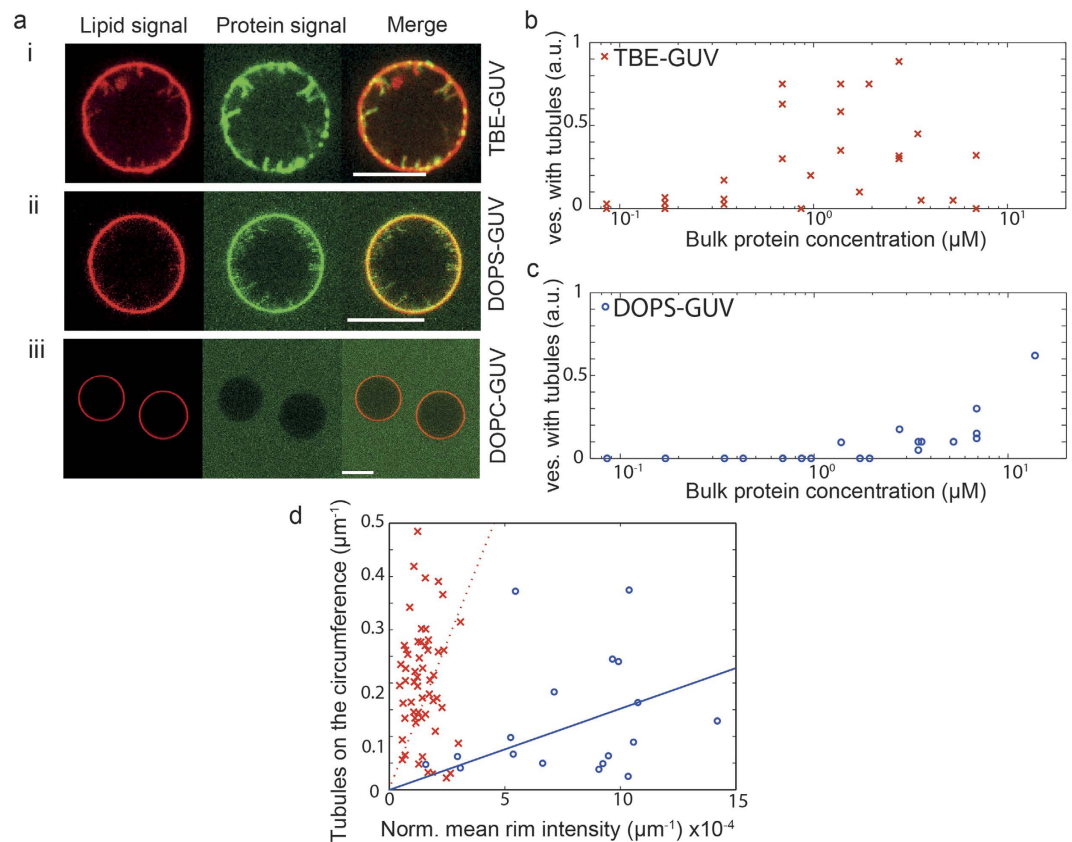 a
Lipid signal Protein signal Merge
i
TBE-GUV
ii
DOPS-GUV
iii
DOPC-GUV
b
1
× TBE-GUV
0.5
0
ves. with tubules (a.u.)
10⁻¹ 10⁰ 10¹
Bulk protein concentration (µM)
c
1
DOPS-GUV
0.5
0
ves. with tubules (a.u.)
10⁻¹ 10⁰ 10¹
Bulk protein concentration (µM)
d
0.5
0.4
0.3
0.2
0.1
0
Tubules on the circumference (µm⁻¹)
0 5 10 15
Norm. mean rim intensity (µm⁻¹) x10⁻⁴